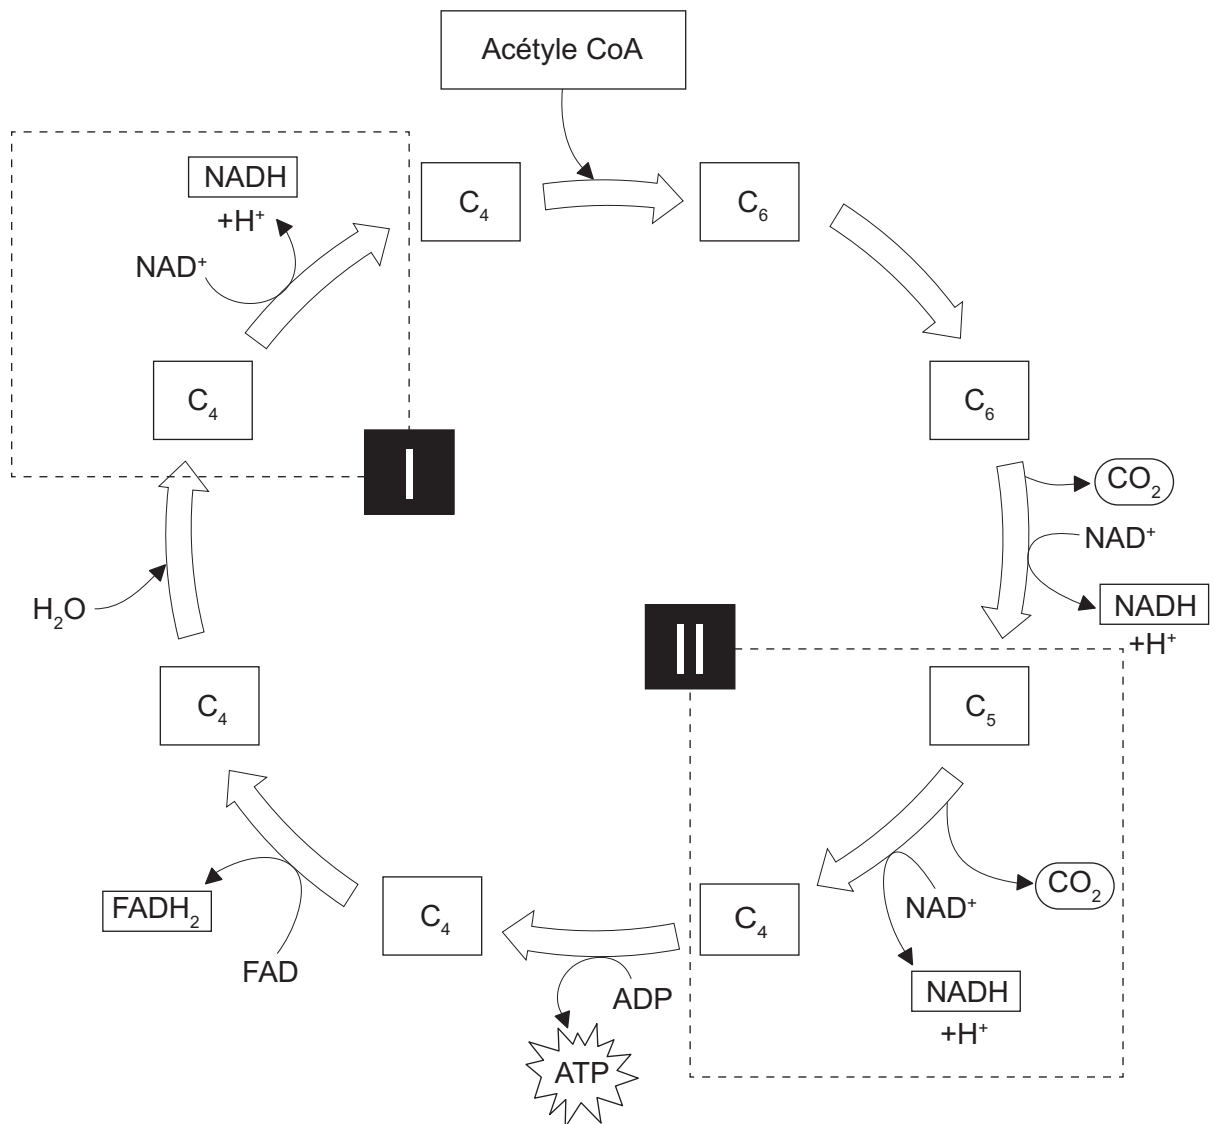 Acétyle CoA
NADH
+H⁺
NAD⁺
C₄
C₆
C₄
C₆
I
CO₂
NAD⁺
NADH
+H⁺
H₂O
II
C₄
C₅
FADH₂
FAD
C₄
C₄
CO₂
NAD⁺
NADH
+H⁺
ADP
ATP